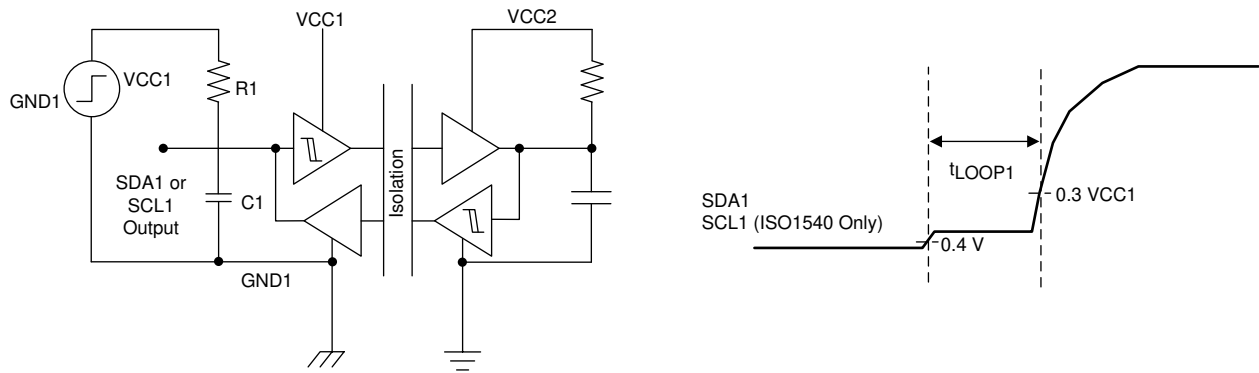 VCC1
VCC2
VCC1
R1
GND1
SDA1 or
SCL1
Output
C1
Isolation
GND1
tLOOP1
0.3 VCC1
SDA1
SCL1 (ISO1540 Only)
0.4 V